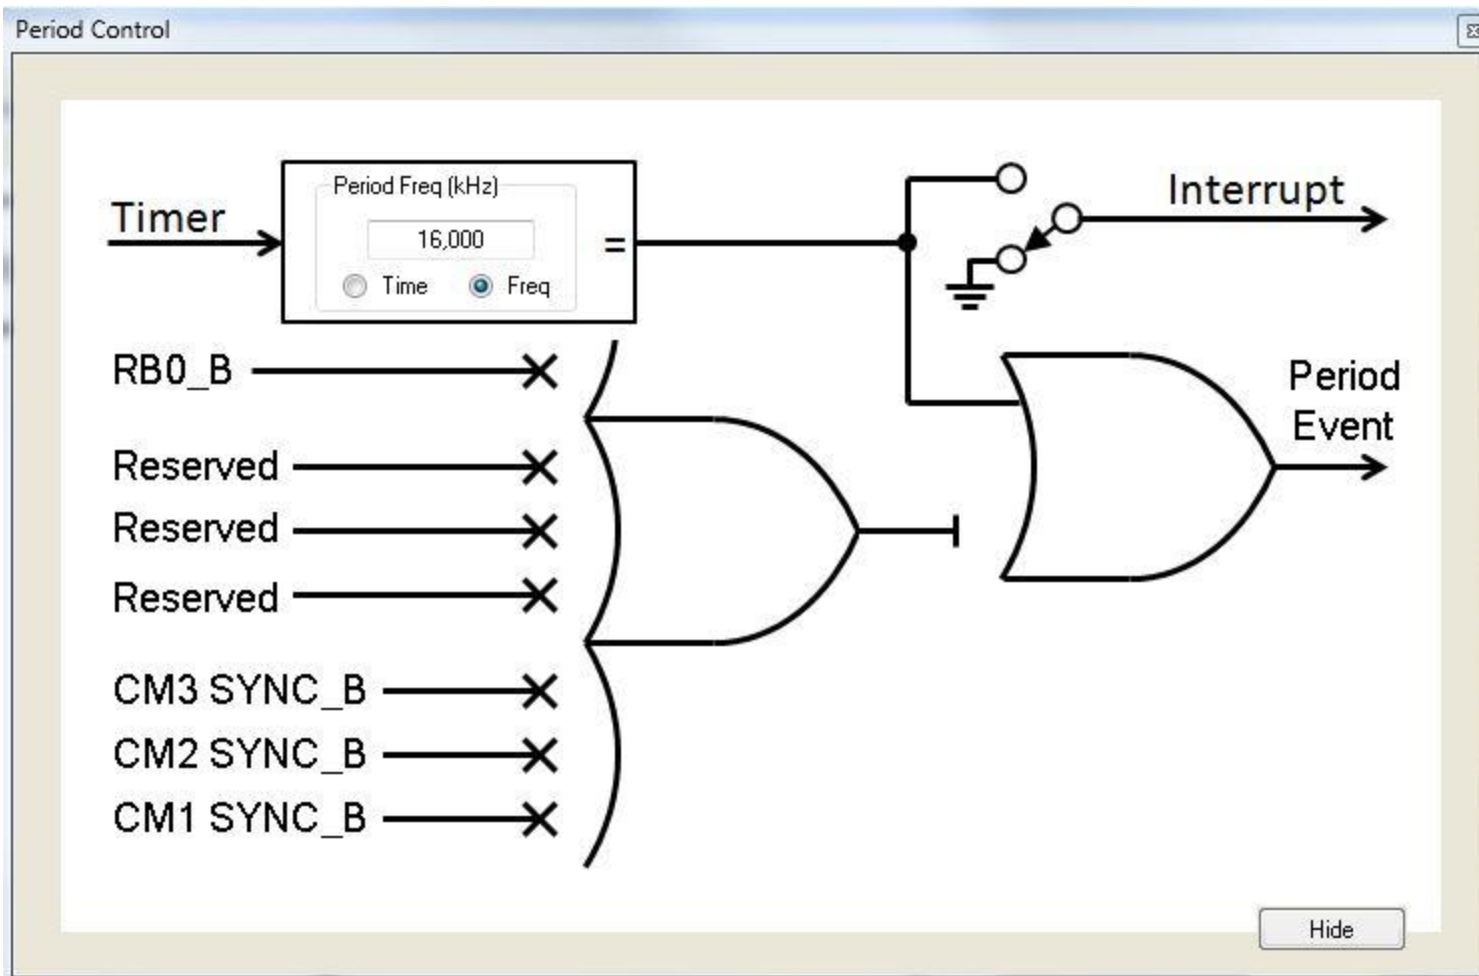 Period Control
Period Freq (kHz)
16,000
=
Time
Freq
Timer
Interrupt
RB0_B
Reserved
Reserved
Reserved
CM3 SYNC_B
CM2 SYNC_B
CM1 SYNC_B
Period
Event
Hide